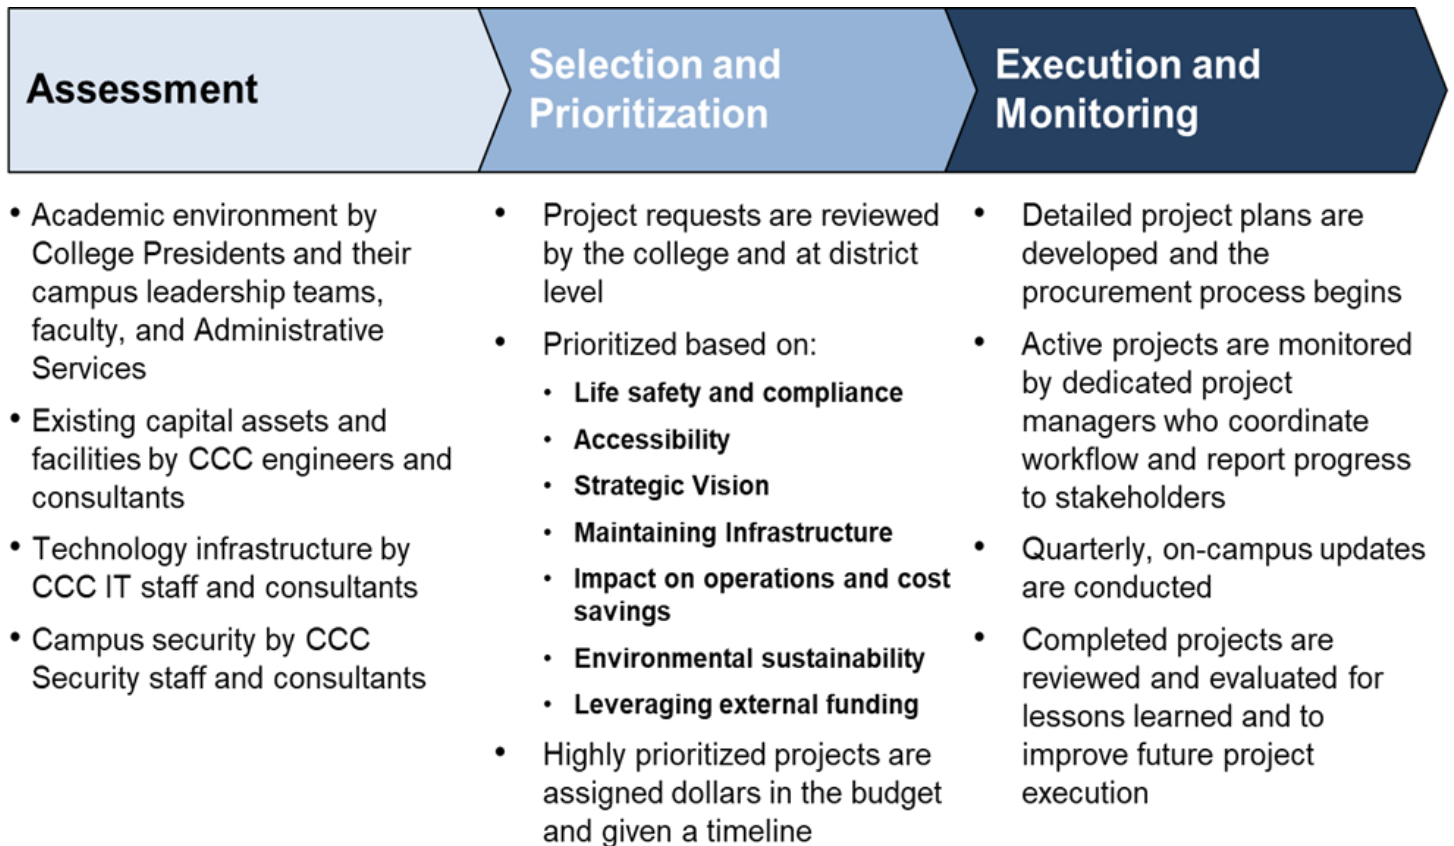 Assessment
• Academic environment by
College Presidents and their
campus leadership teams,
faculty, and Administrative
Services
• Existing capital assets and
facilities by CCC engineers and
consultants
• Technology infrastructure by
CCC IT staff and consultants
• Campus security by CCC
Security staff and consultants
Selection and
Prioritization
• Project requests are reviewed
by the college and at district
level
• Prioritized based on:
• Life safety and compliance
• Accessibility
• Strategic Vision
• Maintaining Infrastructure
• Impact on operations and cost
savings
• Environmental sustainability
• Leveraging external funding
• Highly prioritized projects are
assigned dollars in the budget
and given a timeline
Execution and
Monitoring
• Detailed project plans are
developed and the
procurement process begins
• Active projects are monitored
by dedicated project
managers who coordinate
workflow and report progress
to stakeholders
• Quarterly, on-campus updates
are conducted
• Completed projects are
reviewed and evaluated for
lessons learned and to
improve future project
execution